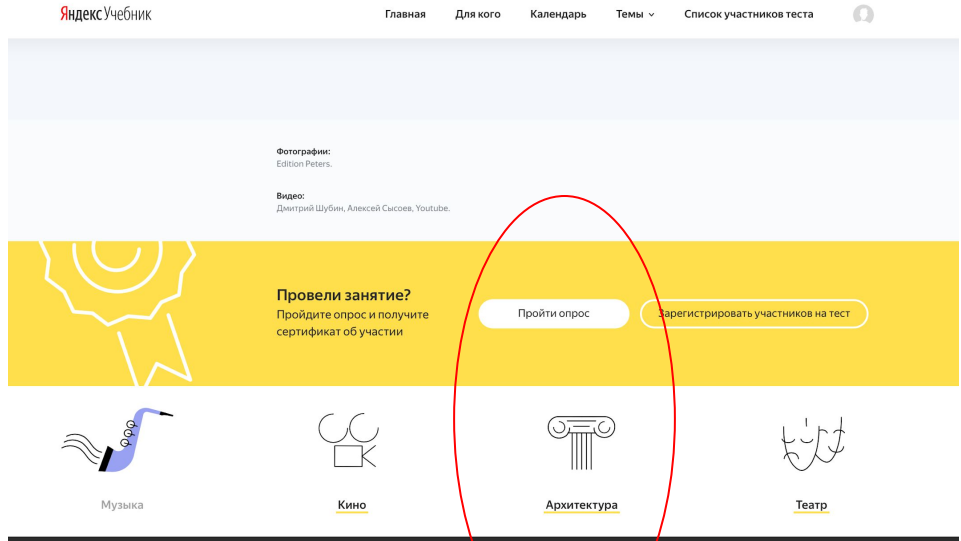 Яндекс Учебник
Главная Для кого Календарь Темы Список участников теста
Фотографии:
Edition Peters.
Видео:
Дмитрий Шубин, Алексей Сысоев, Youtube.
Провели занятие?
Пройдите опрос и получите
сертификат об участии
Пройти опрос
Зарегистрировать участников на тест
Музыка
Кино
Архитектура
Театр